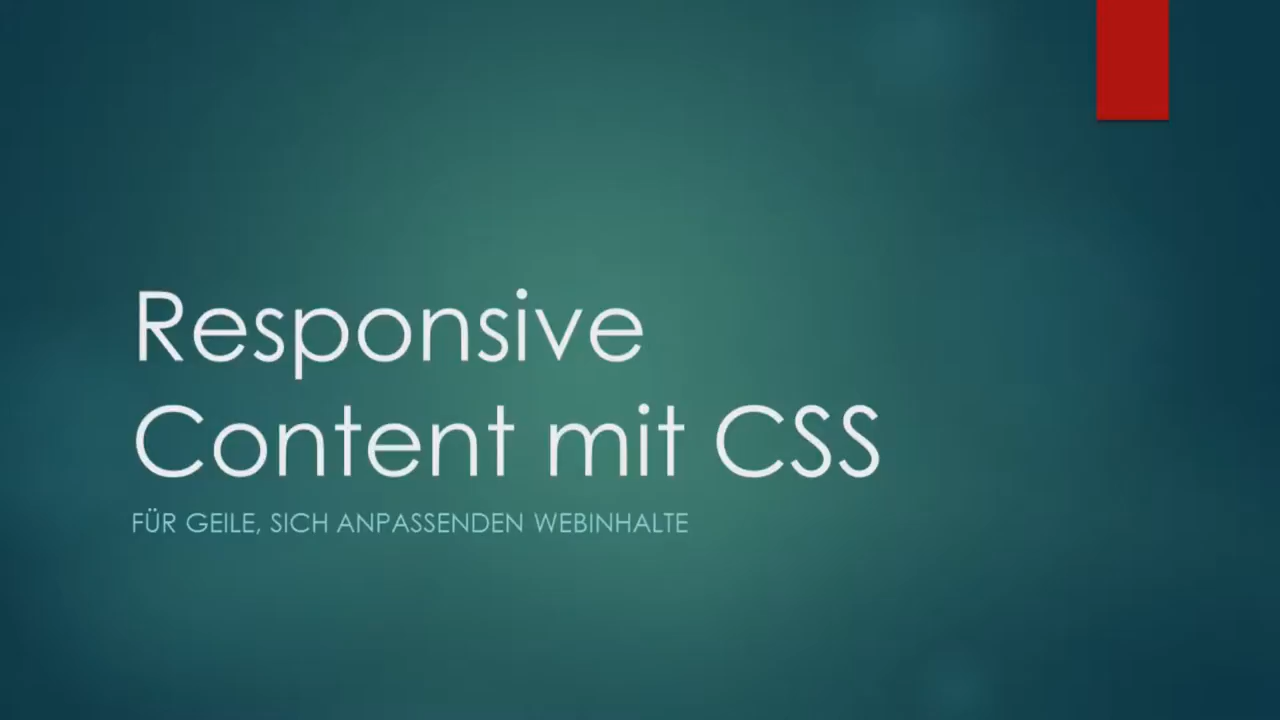 Responsive
Content mit CSS
FÜR GEILE, SICH ANPASSENDEN WEBINHALTE